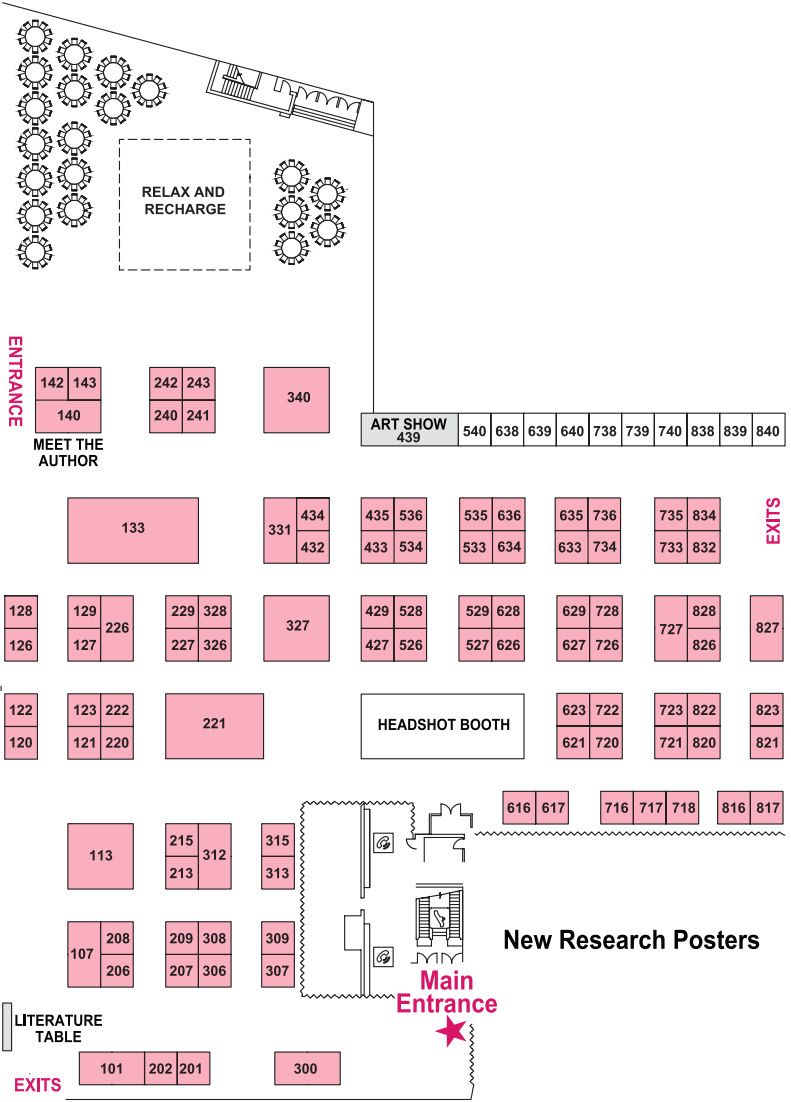 RELAX AND
RECHARGE
ENTRANCE
142 143 242 243 340
140 240 241
MEET THE
AUTHOR
ART SHOW
439 540 638 639 640 738 739 740 838 839 840
133 331 434 435 536 535 636 635 736 735 834
432 433 534 533 634 633 734 733 832
EXITS
128 129 226 229 328 327 429 528 529 628 629 728 727 828 827
126 127 227 326 427 526 527 626 627 726 826
122 123 222 221 HEADSHOT BOOTH 623 722 723 822 823
120 121 220 621 720 721 820 821
616 617 716 717 718 816 817
113 215 312 315
213 313
107 208 209 308 309
206 207 306 307
New Research Posters
Main
Entrance
LITERATURE
TABLE
101 202 201 300
EXITS